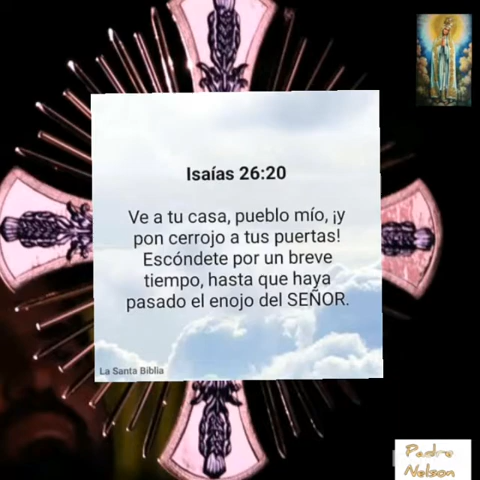 Isaías 26:20
Ve a tu casa, pueblo mío, ¡y
pon cerrojo a tus puertas!
Escóndete por un breve
tiempo, hasta que haya
pasado el enojo del SEÑOR.
La Santa Biblia
Padre
Nelson